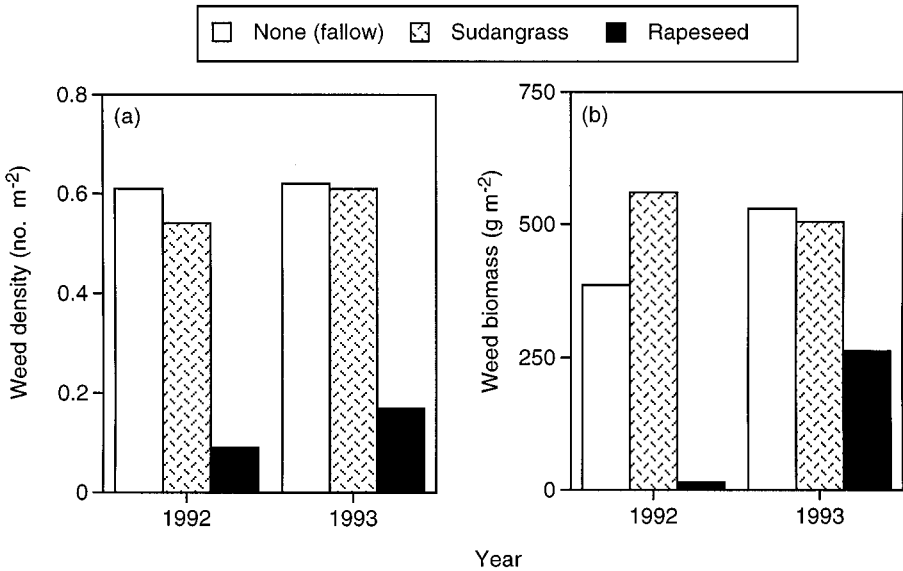 None (fallow) Sudangrass Rapeseed
(a)
Weed density (no. m⁻²)
0.8
0.6
0.4
0.2
0
1992 1993
(b)
Weed biomass (g m⁻²)
750
500
250
0
1992 1993
Year